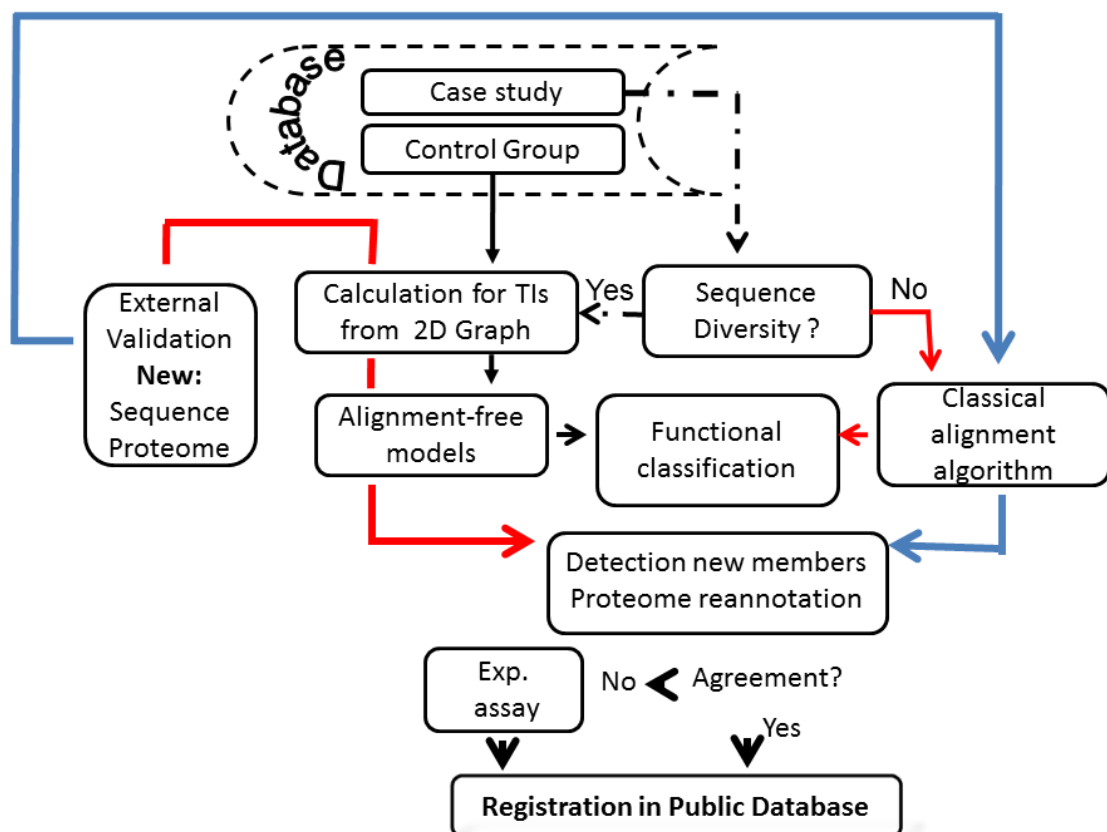 Database
Case study
Control Group
External
Validation
New:
Sequence
Proteome
Calculation for TIs
from 2D Graph
Yes
Sequence
Diversity ?
No
Alignment-free
models
Functional
classification
Classical
alignment
algorithm
Detection new members
Proteome reannotation
Exp.
assay
No
Agreement?
Yes
Registration in Public Database